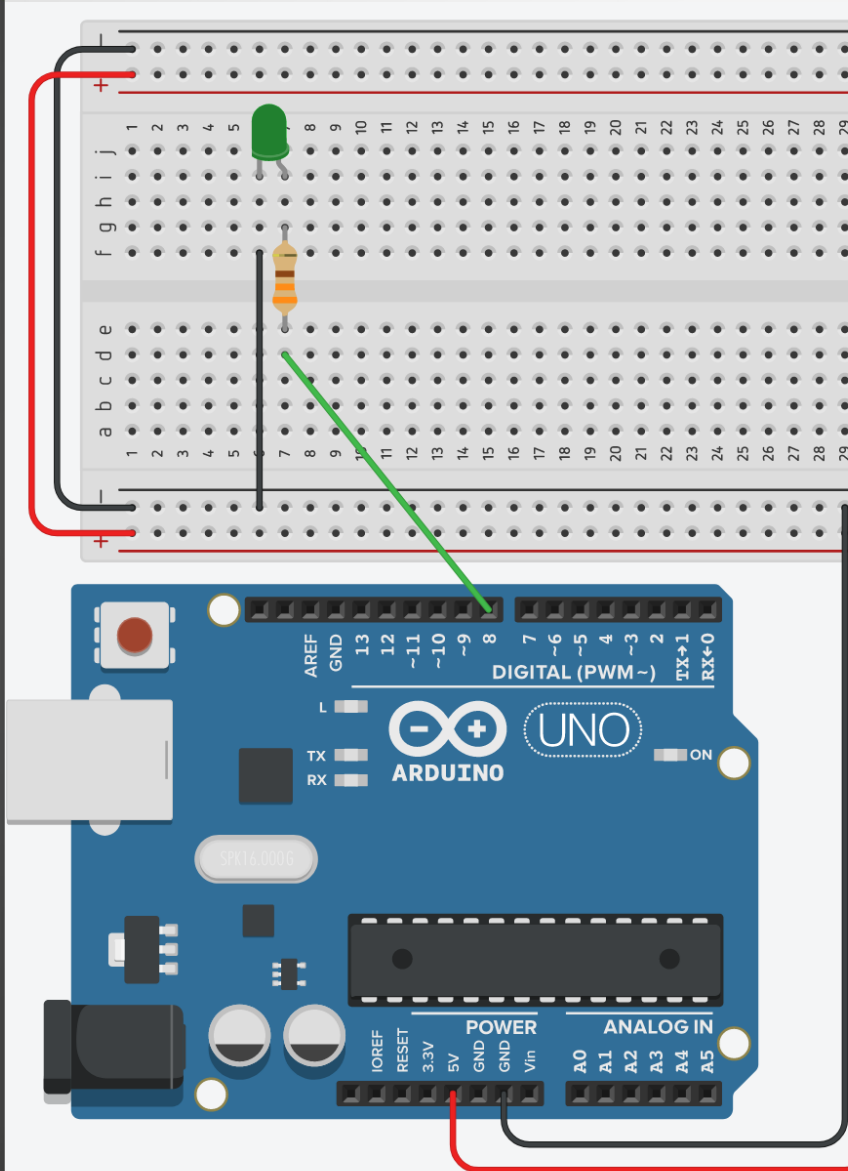 −
+
1 2 3 4 5 7 8 9 10 11 12 13 14 15 16 17 18 19 20 21 22 23 24 25 26 27 28 29
j
i
h
g
f
e
d
c
b
a
1 2 3 4 5 6 7 8 9 10 11 12 13 14 15 16 17 18 19 20 21 22 23 24 25 26 27 28 29
−
+
AREF GND 13 12 ~11 ~10 ~9 8 7 ~6 ~5 4 ~3 2 TX→1 RX←0
DIGITAL (PWM~)
L
TX
RX
ARDUINO
UNO
ON
SPK16.000G
POWER
ANALOG IN
IOREF RESET 3.3V 5V GND GND Vin A0 A1 A2 A3 A4 A5